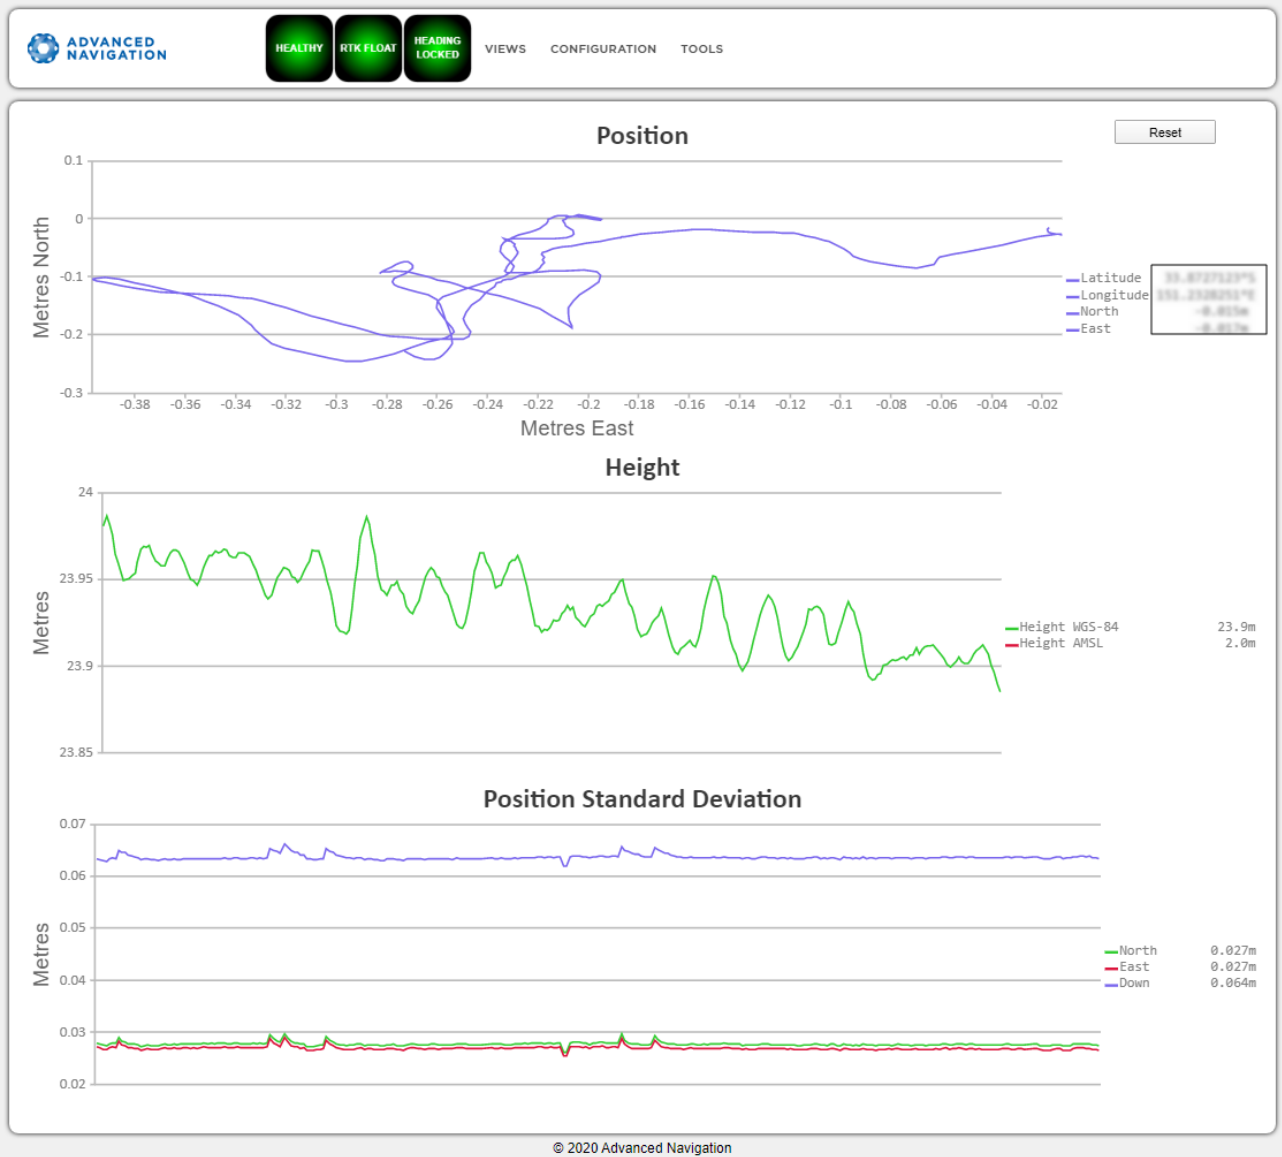 ADVANCED
NAVIGATION
HEALTHY
RTK FLOAT
HEADING
LOCKED
VIEWS
CONFIGURATION
TOOLS
Position
Reset
Metres North
0.1
0
-0.1
-0.2
-0.3
-0.38 -0.36 -0.34 -0.32 -0.3 -0.28 -0.26 -0.24 -0.22 -0.2 -0.18 -0.16 -0.14 -0.12 -0.1 -0.08 -0.06 -0.04 -0.02
Metres East
Latitude
Longitude
North
East
Height
Metres
24
23.95
23.9
23.85
Height WGS-84 23.9m
Height AMSL 2.0m
Position Standard Deviation
Metres
0.07
0.06
0.05
0.04
0.03
0.02
North 0.027m
East 0.027m
Down 0.064m
© 2020 Advanced Navigation